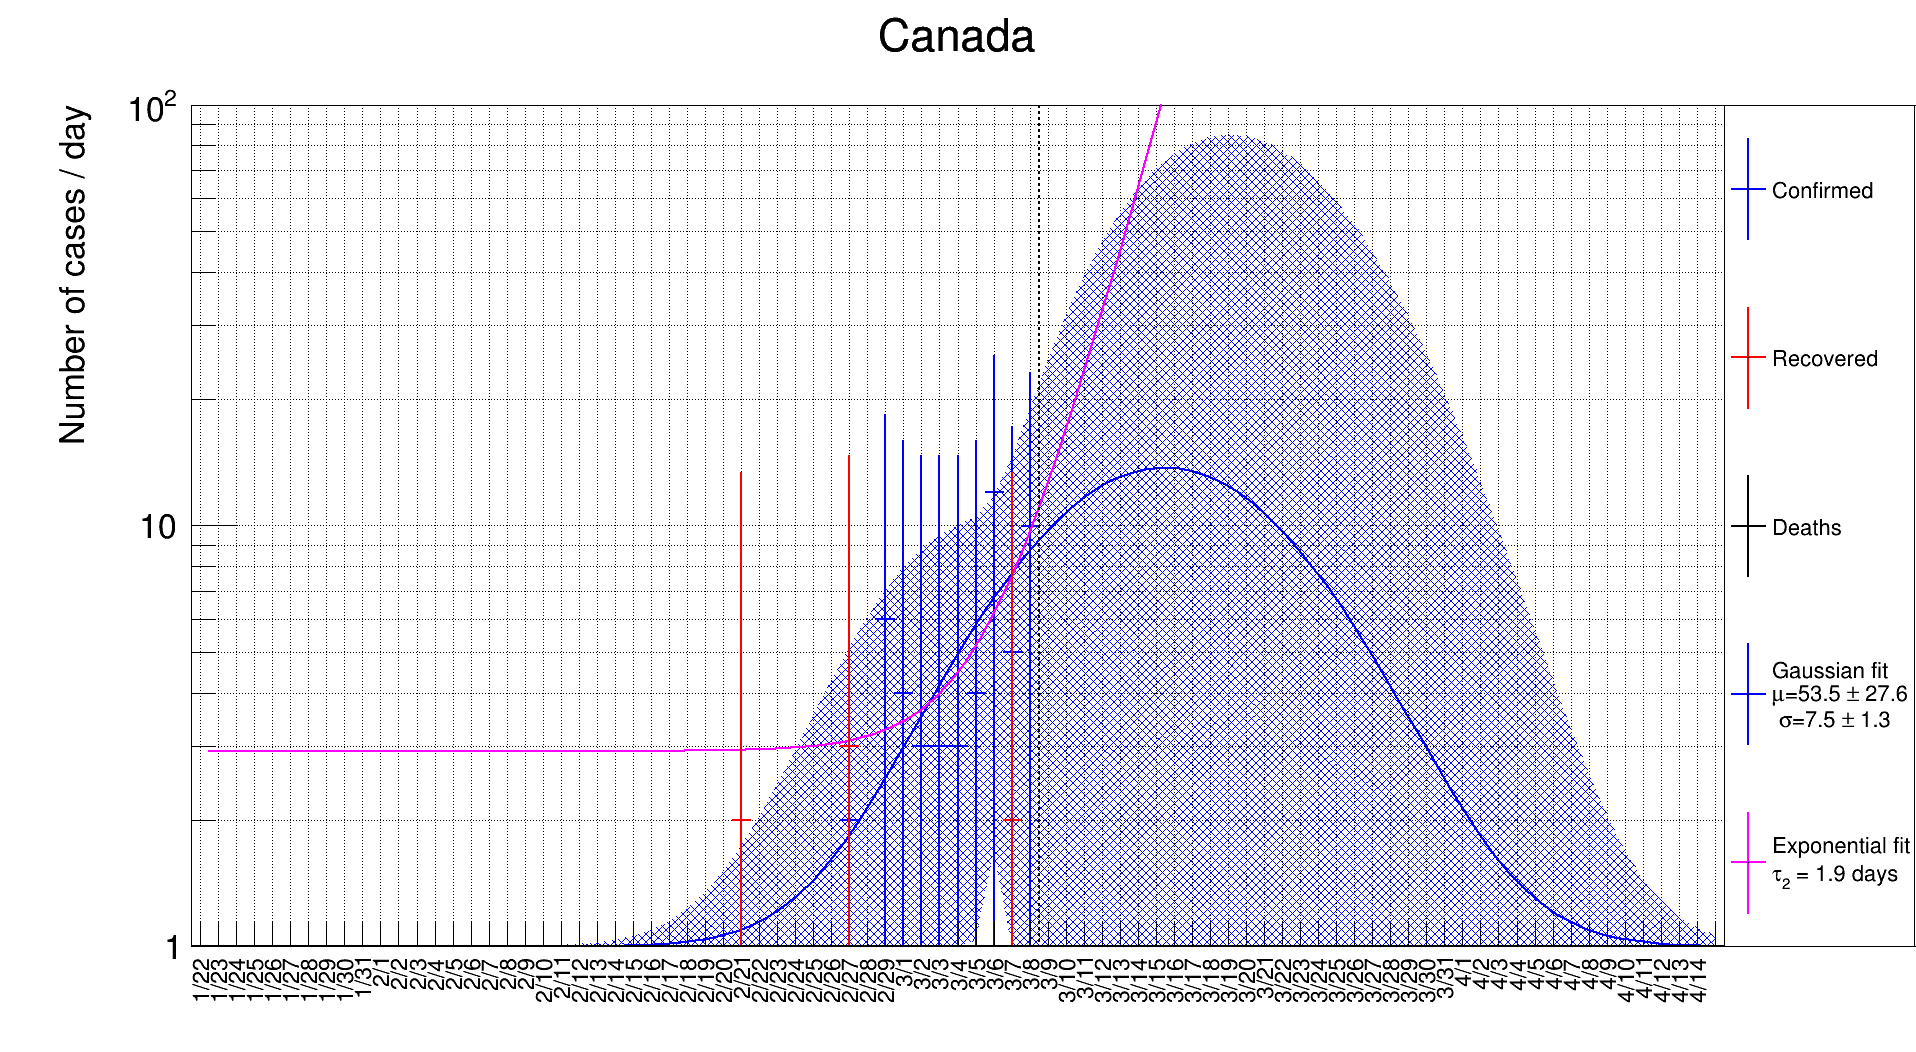 Canada
Number of cases / day
10²
10
1
1/22 1/23 1/24 1/25 1/26 1/27 1/28 1/29 1/30 1/31 2/1 2/2 2/3 2/4 2/5 2/6 2/7 2/8 2/9 2/10 2/11 2/12 2/13 2/14 2/15 2/16 2/17 2/18 2/19 2/20 2/21 2/22 2/23 2/24 2/25 2/26 2/27 2/28 2/29 3/1 3/2 3/3 3/4 3/5 3/6 3/7 3/8 3/9 3/10 3/11 3/12 3/13 3/14 3/15 3/16 3/17 3/18 3/19 3/20 3/21 3/22 3/23 3/24 3/25 3/26 3/27 3/28 3/29 3/30 3/31 4/1 4/2 4/3 4/4 4/5 4/6 4/7 4/8 4/9 4/10 4/11 4/12 4/13 4/14
Confirmed
Recovered
Deaths
Gaussian fit
μ=53.5 ± 27.6
σ=7.5 ± 1.3
Exponential fit
τ₂ = 1.9 days